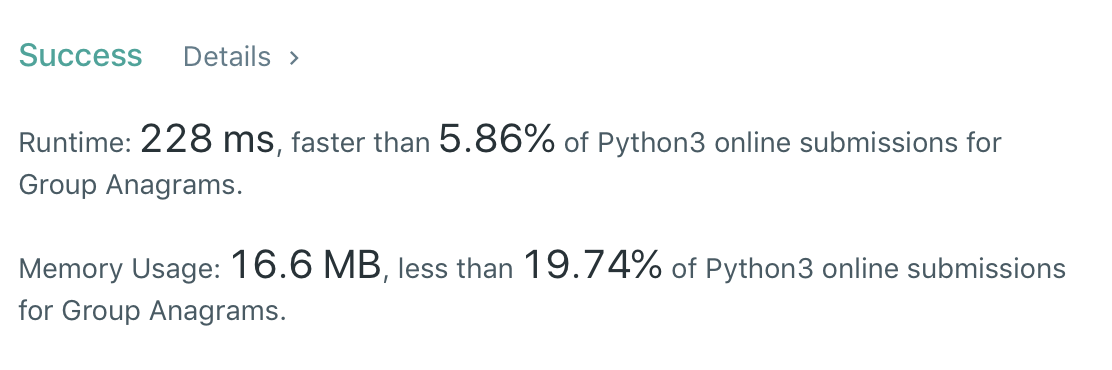 Success Details >
Runtime: 228 ms, faster than 5.86% of Python3 online submissions for
Group Anagrams.
Memory Usage: 16.6 MB, less than 19.74% of Python3 online submissions
for Group Anagrams.